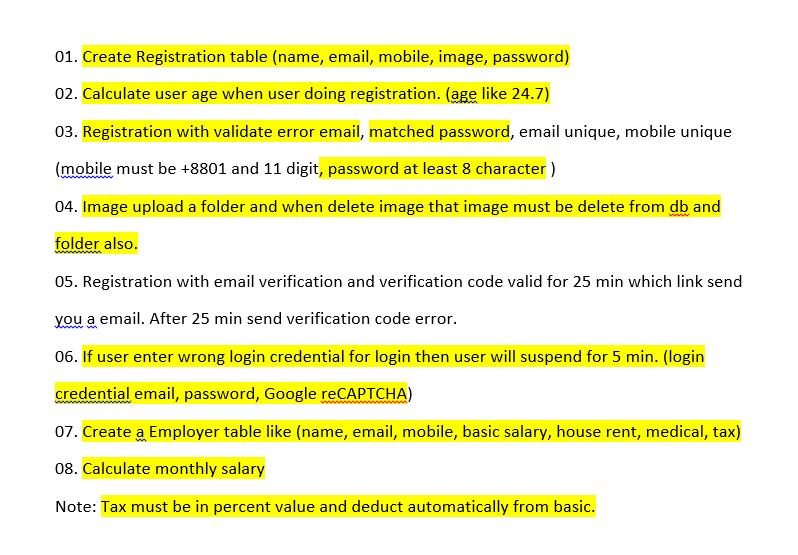 01. Create Registration table (name, email, mobile, image, password)
02. Calculate user age when user doing registration. (age like 24.7)
03. Registration with validate error email, matched password, email unique, mobile unique
(mobile must be +8801 and 11 digit, password at least 8 character )
04. Image upload a folder and when delete image that image must be delete from db and
folder also.
05. Registration with email verification and verification code valid for 25 min which link send
you a email. After 25 min send verification code error.
06. If user enter wrong login credential for login then user will suspend for 5 min. (login
credential email, password, Google reCAPTCHA)
07. Create a Employer table like (name, email, mobile, basic salary, house rent, medical, tax)
08. Calculate monthly salary
Note: Tax must be in percent value and deduct automatically from basic.